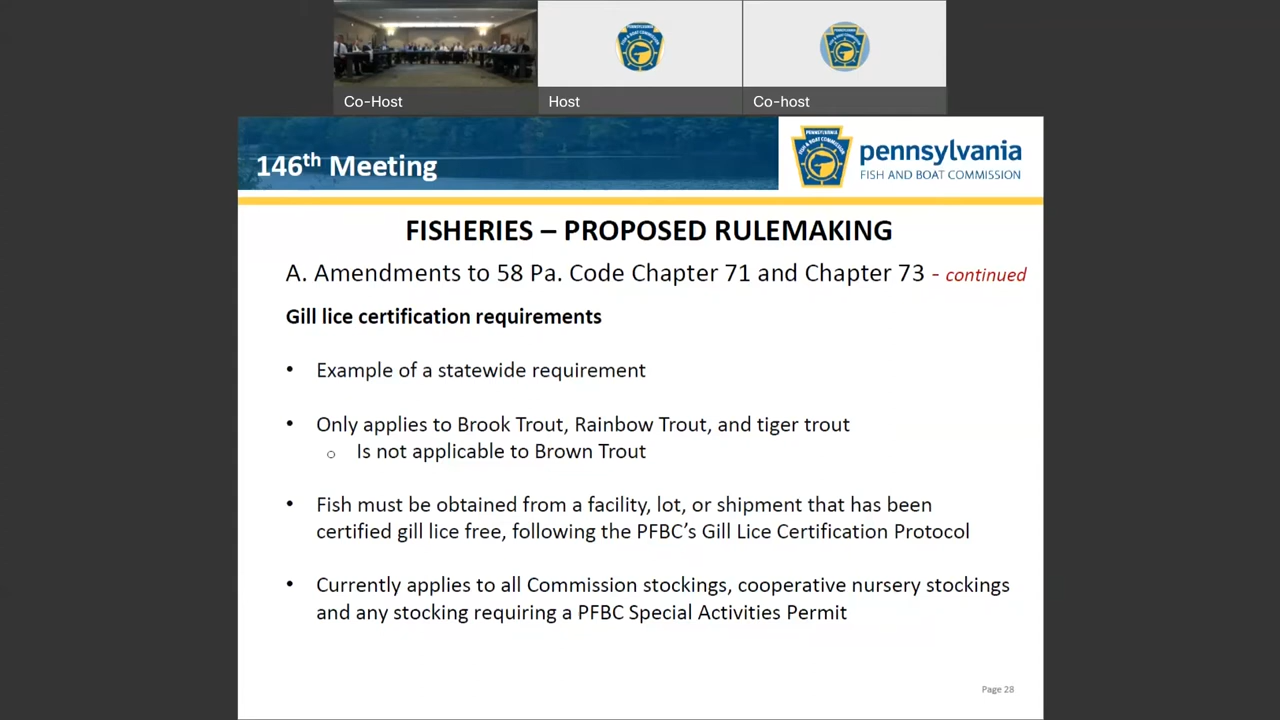 Co-Host
Host
Co-host
146th Meeting
PENNSYLVANIA
FISH & BOAT COMMISSION
pennsylvania
FISH AND BOAT COMMISSION
FISHERIES – PROPOSED RULEMAKING
A. Amendments to 58 Pa. Code Chapter 71 and Chapter 73 - continued
Gill lice certification requirements
• Example of a statewide requirement
• Only applies to Brook Trout, Rainbow Trout, and tiger trout
o Is not applicable to Brown Trout
• Fish must be obtained from a facility, lot, or shipment that has been
certified gill lice free, following the PFBC’s Gill Lice Certification Protocol
• Currently applies to all Commission stockings, cooperative nursery stockings
and any stocking requiring a PFBC Special Activities Permit
Page 28